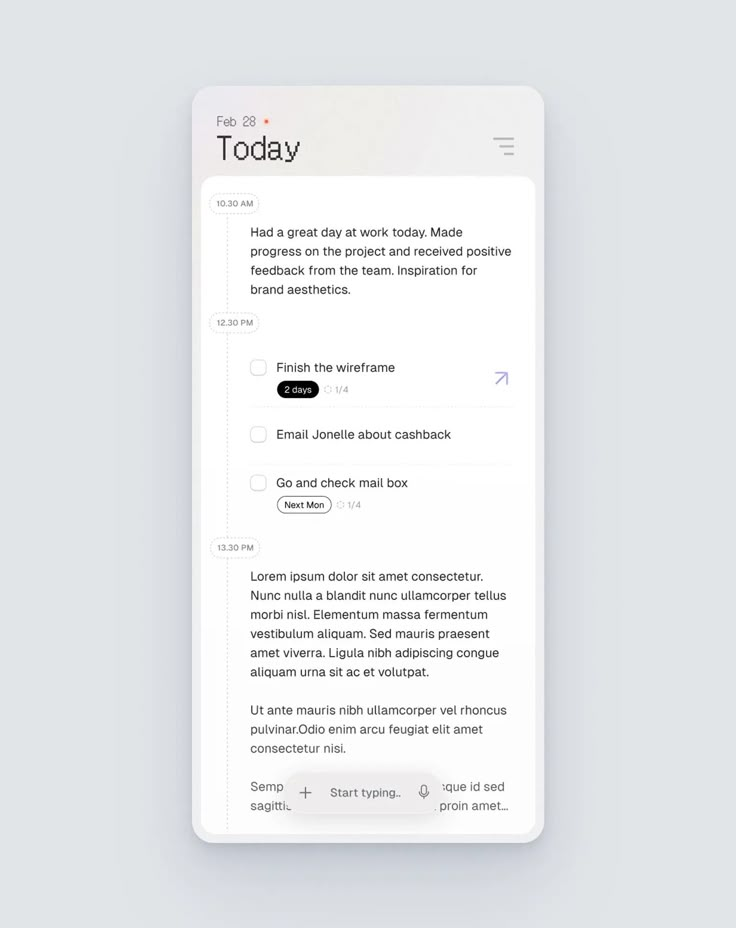 Feb 28
Today
10.30 AM
Had a great day at work today. Made
progress on the project and received positive
feedback from the team. Inspiration for
brand aesthetics.
12.30 PM
Finish the wireframe
2 days 1/4
Email Jonelle about cashback
Go and check mail box
Next Mon 1/4
13.30 PM
Lorem ipsum dolor sit amet consectetur.
Nunc nulla a blandit nunc ullamcorper tellus
morbi nisl. Elementum massa fermentum
vestibulum aliquam. Sed mauris praesent
amet viverra. Ligula nibh adipiscing congue
aliquam urna sit ac et volutpat.
Ut ante mauris nibh ullamcorper vel rhoncus
pulvinar.Odio enim arcu feugiat elit amet
consectetur nisi.
id sed
proin amet...
Start typing..